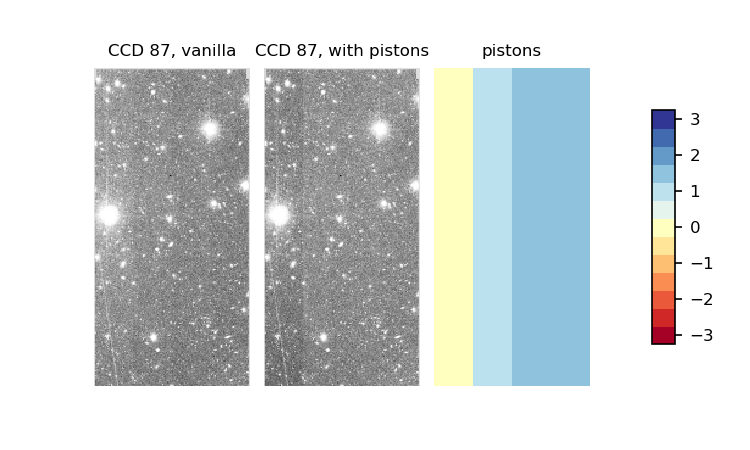 CCD 87, vanilla
CCD 87, with pistons
pistons
3
2
1
0
−1
−2
−3